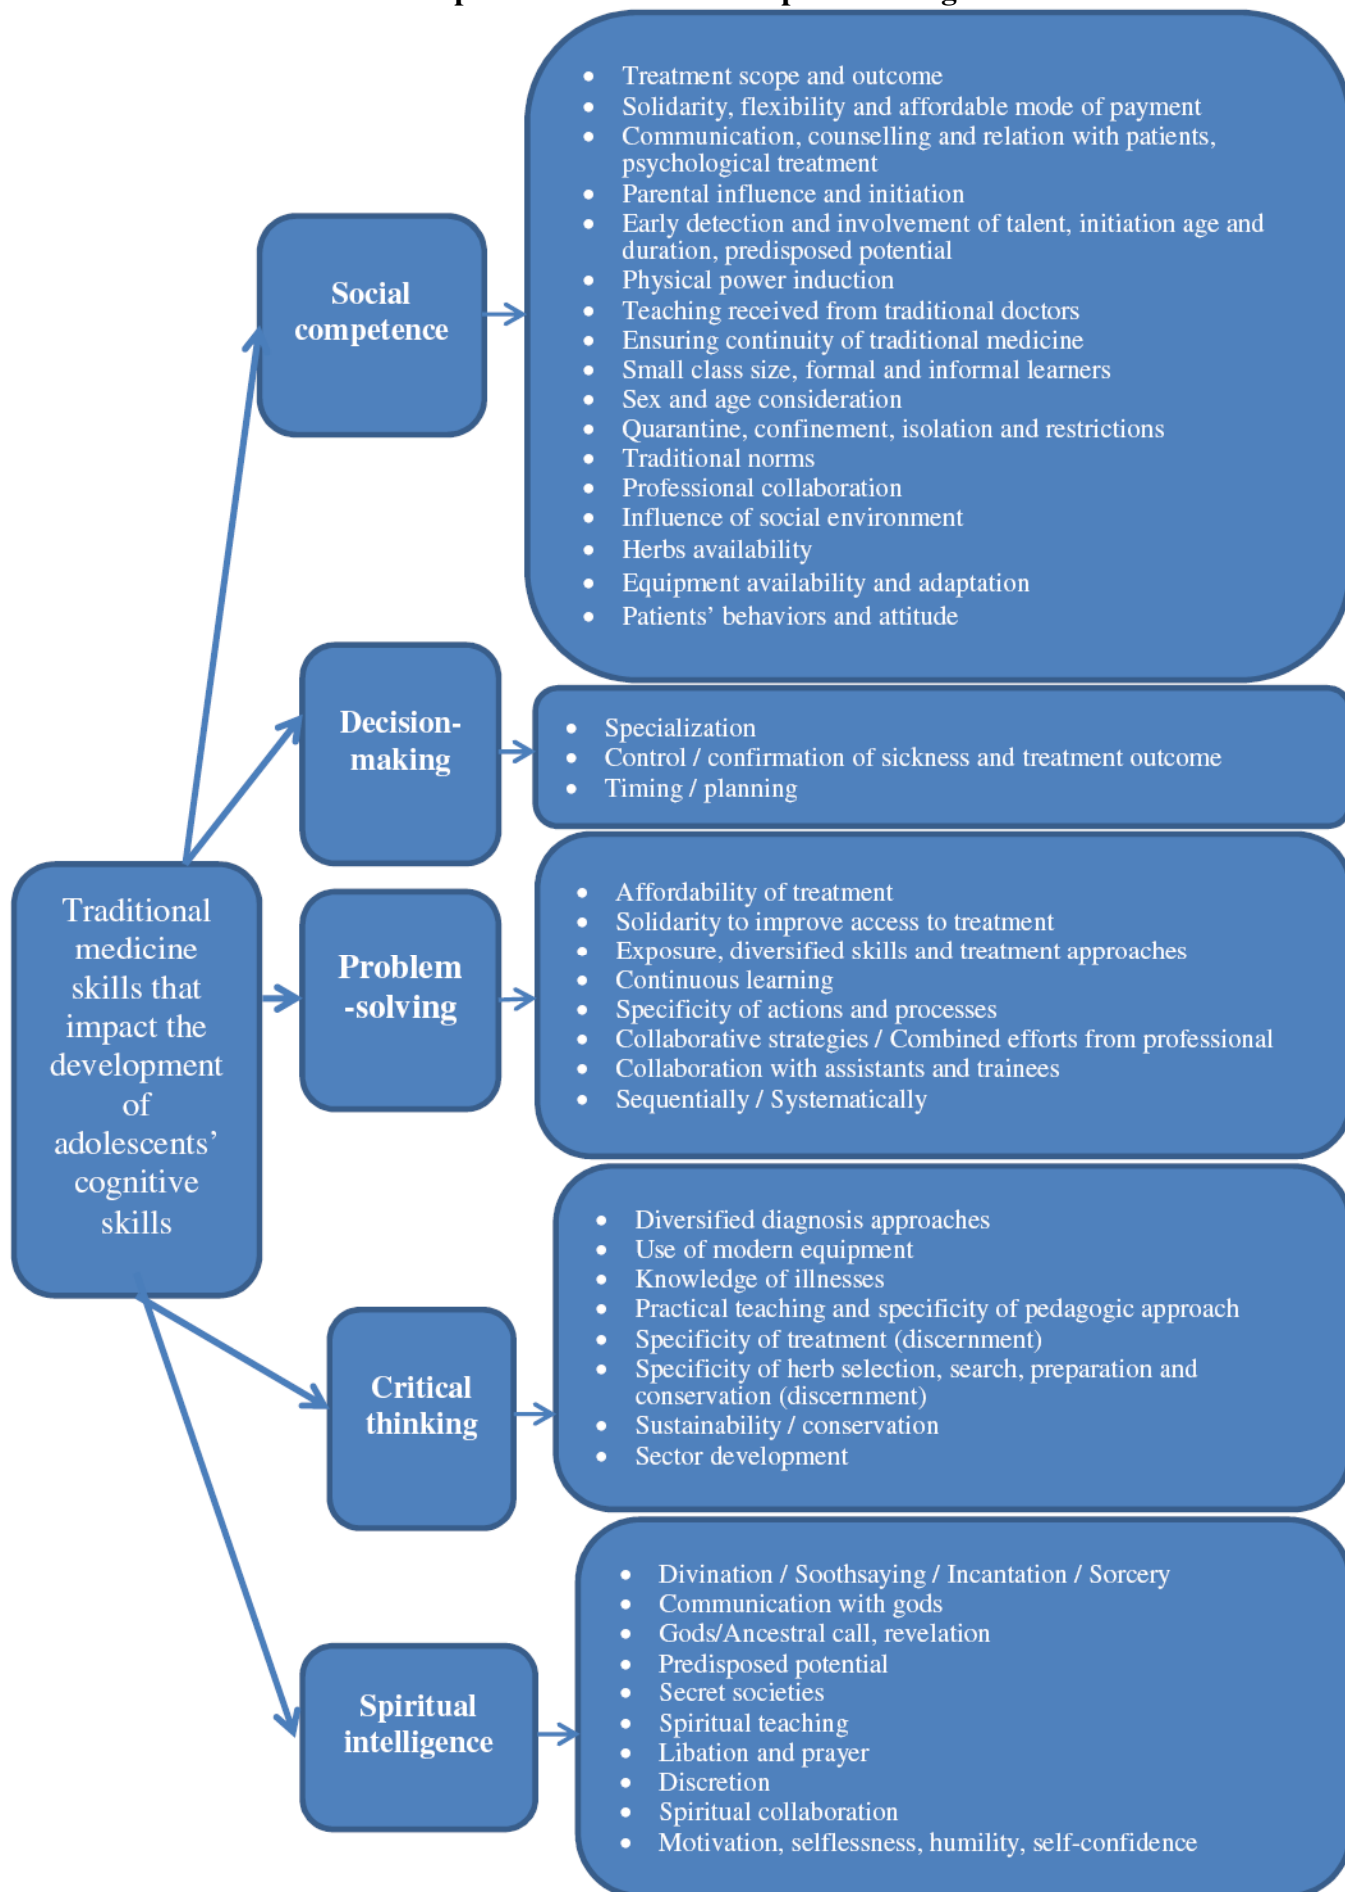 Social
competence
• Treatment scope and outcome
• Solidarity, flexibility and affordable mode of payment
• Communication, counselling and relation with patients,
psychological treatment
• Parental influence and initiation
• Early detection and involvement of talent, initiation age and
duration, predisposed potential
• Physical power induction
• Teaching received from traditional doctors
• Ensuring continuity of traditional medicine
• Small class size, formal and informal learners
• Sex and age consideration
• Quarantine, confinement, isolation and restrictions
• Traditional norms
• Professional collaboration
• Influence of social environment
• Herbs availability
• Equipment availability and adaptation
• Patients’ behaviors and attitude
Decision-
making
• Specialization
• Control / confirmation of sickness and treatment outcome
• Timing / planning
Traditional
medicine
skills that
impact the
development
of
adolescents’
cognitive
skills
Problem
-solving
• Affordability of treatment
• Solidarity to improve access to treatment
• Exposure, diversified skills and treatment approaches
• Continuous learning
• Specificity of actions and processes
• Collaborative strategies / Combined efforts from professional
• Collaboration with assistants and trainees
• Sequentially / Systematically
Critical
thinking
• Diversified diagnosis approaches
• Use of modern equipment
• Knowledge of illnesses
• Practical teaching and specificity of pedagogic approach
• Specificity of treatment (discernment)
• Specificity of herb selection, search, preparation and
conservation (discernment)
• Sustainability / conservation
• Sector development
Spiritual
intelligence
• Divination / Soothsaying / Incantation / Sorcery
• Communication with gods
• Gods/Ancestral call, revelation
• Predisposed potential
• Secret societies
• Spiritual teaching
• Libation and prayer
• Discretion
• Spiritual collaboration
• Motivation, selflessness, humility, self-confidence